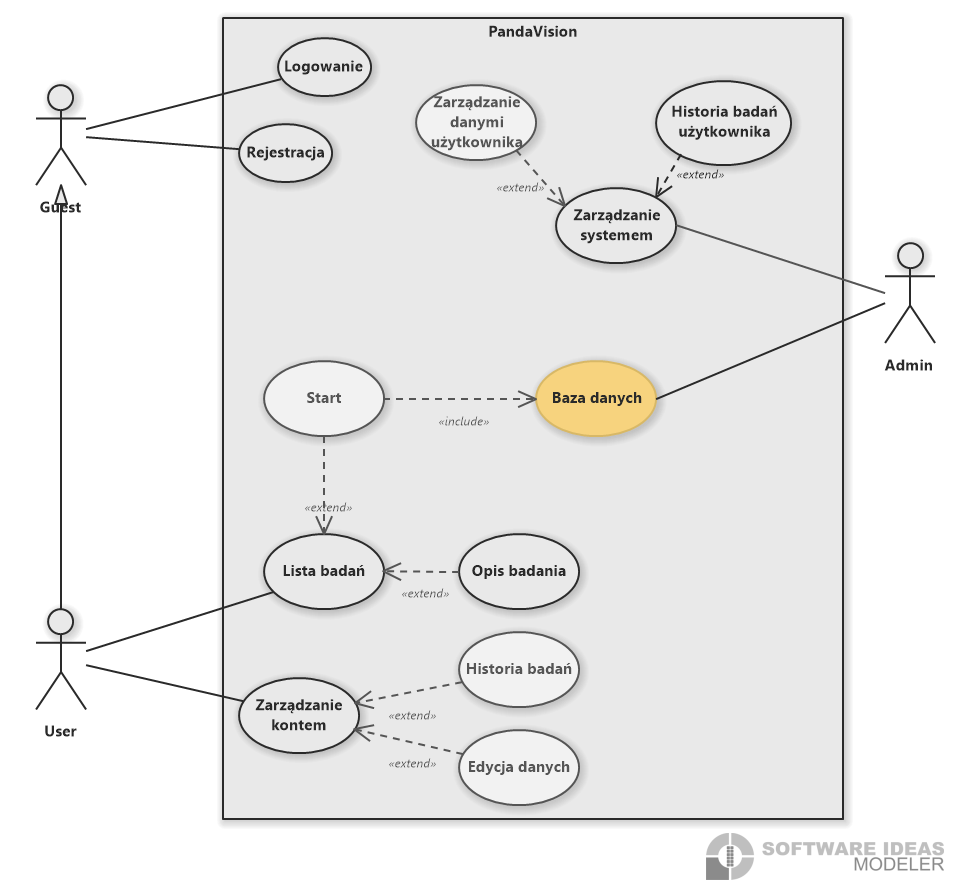 PandaVision
Logowanie
Zarządzanie
danymi
użytkownika
Historia badań
użytkownika
Rejestracja
«extend»
«extend»
Guest
Zarządzanie
systemem
Admin
Start
Baza danych
«include»
«extend»
Lista badań
Opis badania
«extend»
Historia badań
Zarządzanie
kontem
«extend»
User
«extend»
Edycja danych
SOFTWARE IDEAS
MODELER